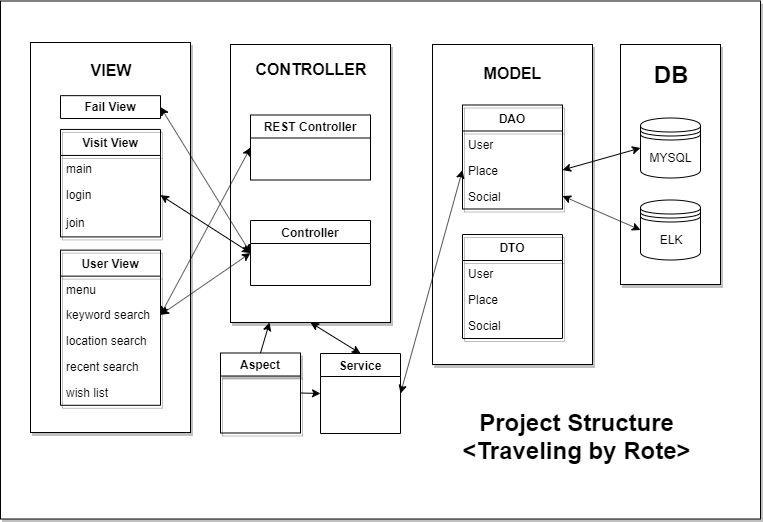 VIEW
Fail View
Visit View
main
login
join
User View
menu
keyword search
location search
recent search
wish list
CONTROLLER
REST Controller
Controller
Aspect
Service
MODEL
DAO
User
Place
Social
DTO
User
Place
Social
DB
MYSQL
ELK
Project Structure
<Traveling by Rote>